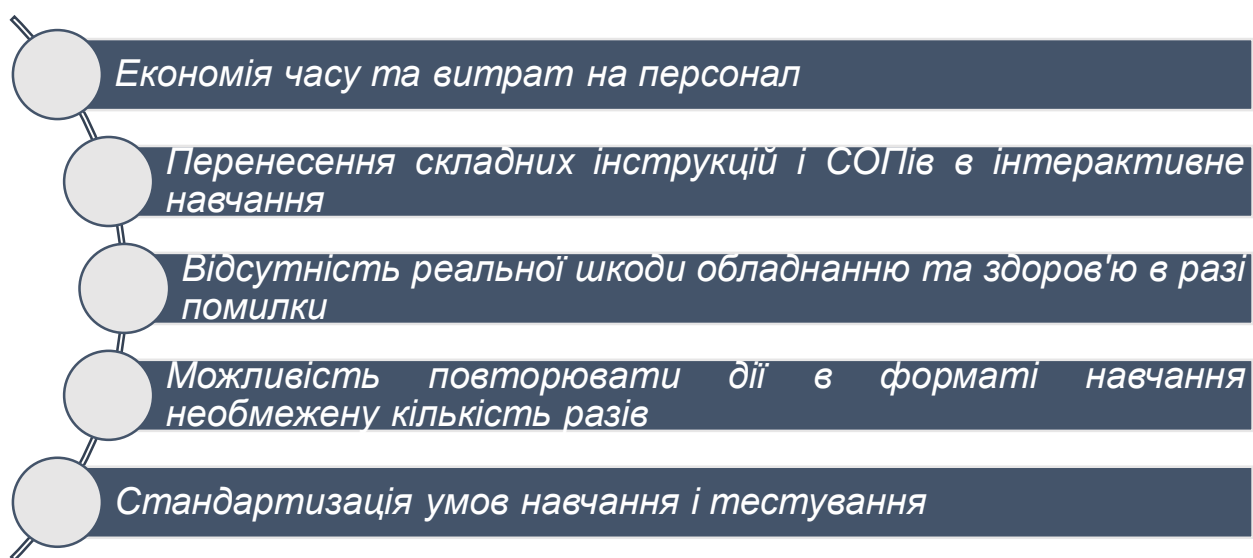 Економія часу та витрат на персонал
Перенесення складних інструкцій і СОПів в інтерактивне
навчання
Відсутність реальної шкоди обладнанню та здоров'ю в разі
помилки
Можливість повторювати дії в форматі навчання
необмежену кількість разів
Стандартизація умов навчання і тестування